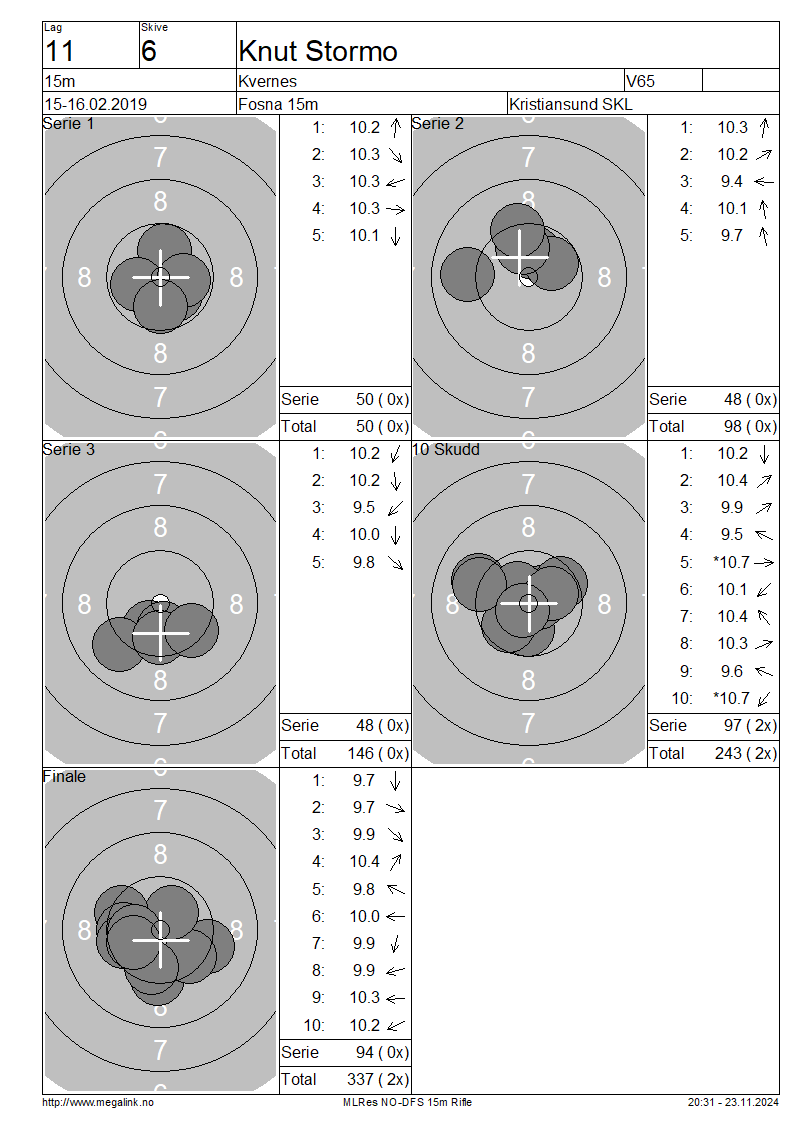 Lag
Skive
11
6
Knut Stormo
15m
Kvernes
V65
15-16.02.2019
Fosna 15m
Kristiansund SKL
Serie 1
6
7
8
8
8
8
7
6
1: 10.2
2: 10.3
3: 10.3
4: 10.3
5: 10.1
Serie 50 ( 0x)
Total 50 ( 0x)
Serie 2
6
7
8
8
8
8
7
6
1: 10.3
2: 10.2
3: 9.4
4: 10.1
5: 9.7
Serie 48 ( 0x)
Total 98 ( 0x)
Serie 3
7
8
8
8
8
7
6
1: 10.2
2: 10.2
3: 9.5
4: 10.0
5: 9.8
Serie 48 ( 0x)
Total 146 ( 0x)
10 Skudd
7
8
8
8
8
7
6
1: 10.2
2: 10.4
3: 9.9
4: 9.5
5: *10.7
6: 10.1
7: 10.4
8: 10.3
9: 9.6
10: *10.7
Serie 97 ( 2x)
Total 243 ( 2x)
Finale
7
8
8
8
8
7
6
1: 9.7
2: 9.7
3: 9.9
4: 10.4
5: 9.8
6: 10.0
7: 9.9
8: 9.9
9: 10.3
10: 10.2
Serie 94 ( 0x)
Total 337 ( 2x)
http://www.megalink.no
MLRes NO-DFS 15m Rifle
20:31 - 23.11.2024